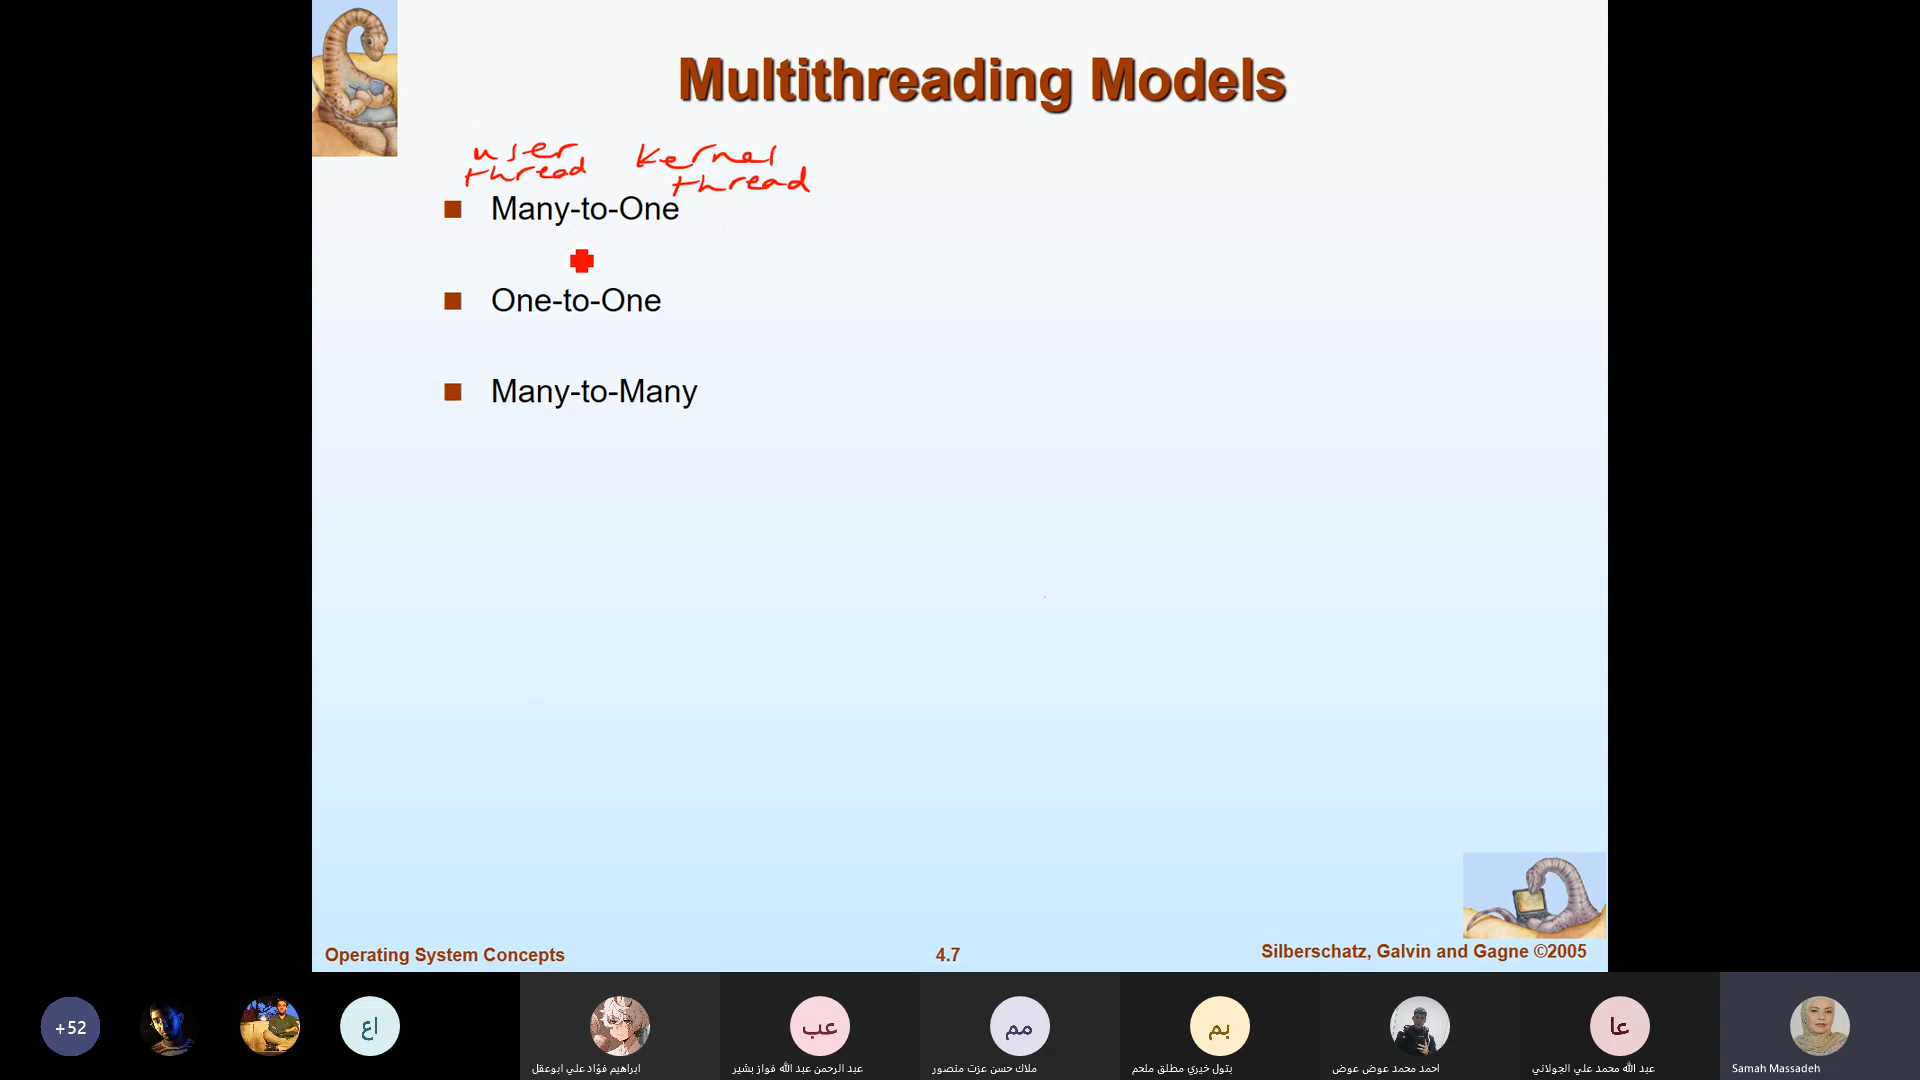 Multithreading Models
user kernel
thread thread
Many-to-One
One-to-One
Many-to-Many
Operating System Concepts
4.7
Silberschatz, Galvin and Gagne ©2005
+52
اع
عب
مم
بم
عا
ابراهيم فؤاد علي ابوعقل
عبد الرحمن عبد الله فواز بشير
ملاك حسن عزت منصور
بتول خيري مطلق ملحم
احمد محمد عوض عوض
عبد الله محمد علي الجولاني
Samah Massadeh